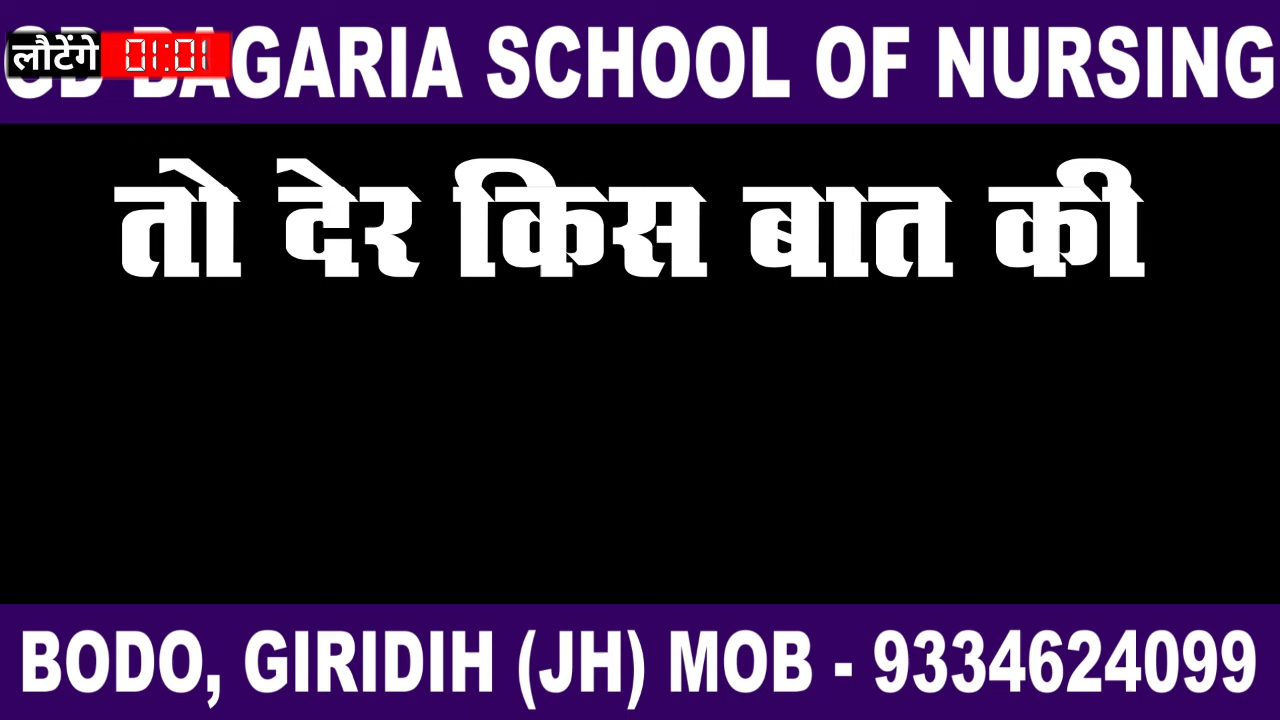 लौटेंगे 01:01
BAGARIA SCHOOL OF NURSING
तो देर किस बात की
BODO, GIRIDIH (JH) MOB - 9334624099